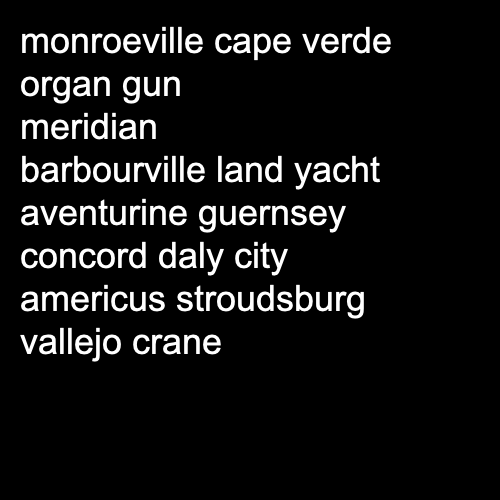 monroeville cape verde
organ gun
meridian
barbourville land yacht
aventurine guernsey
concord daly city
americus stroudsburg
vallejo crane